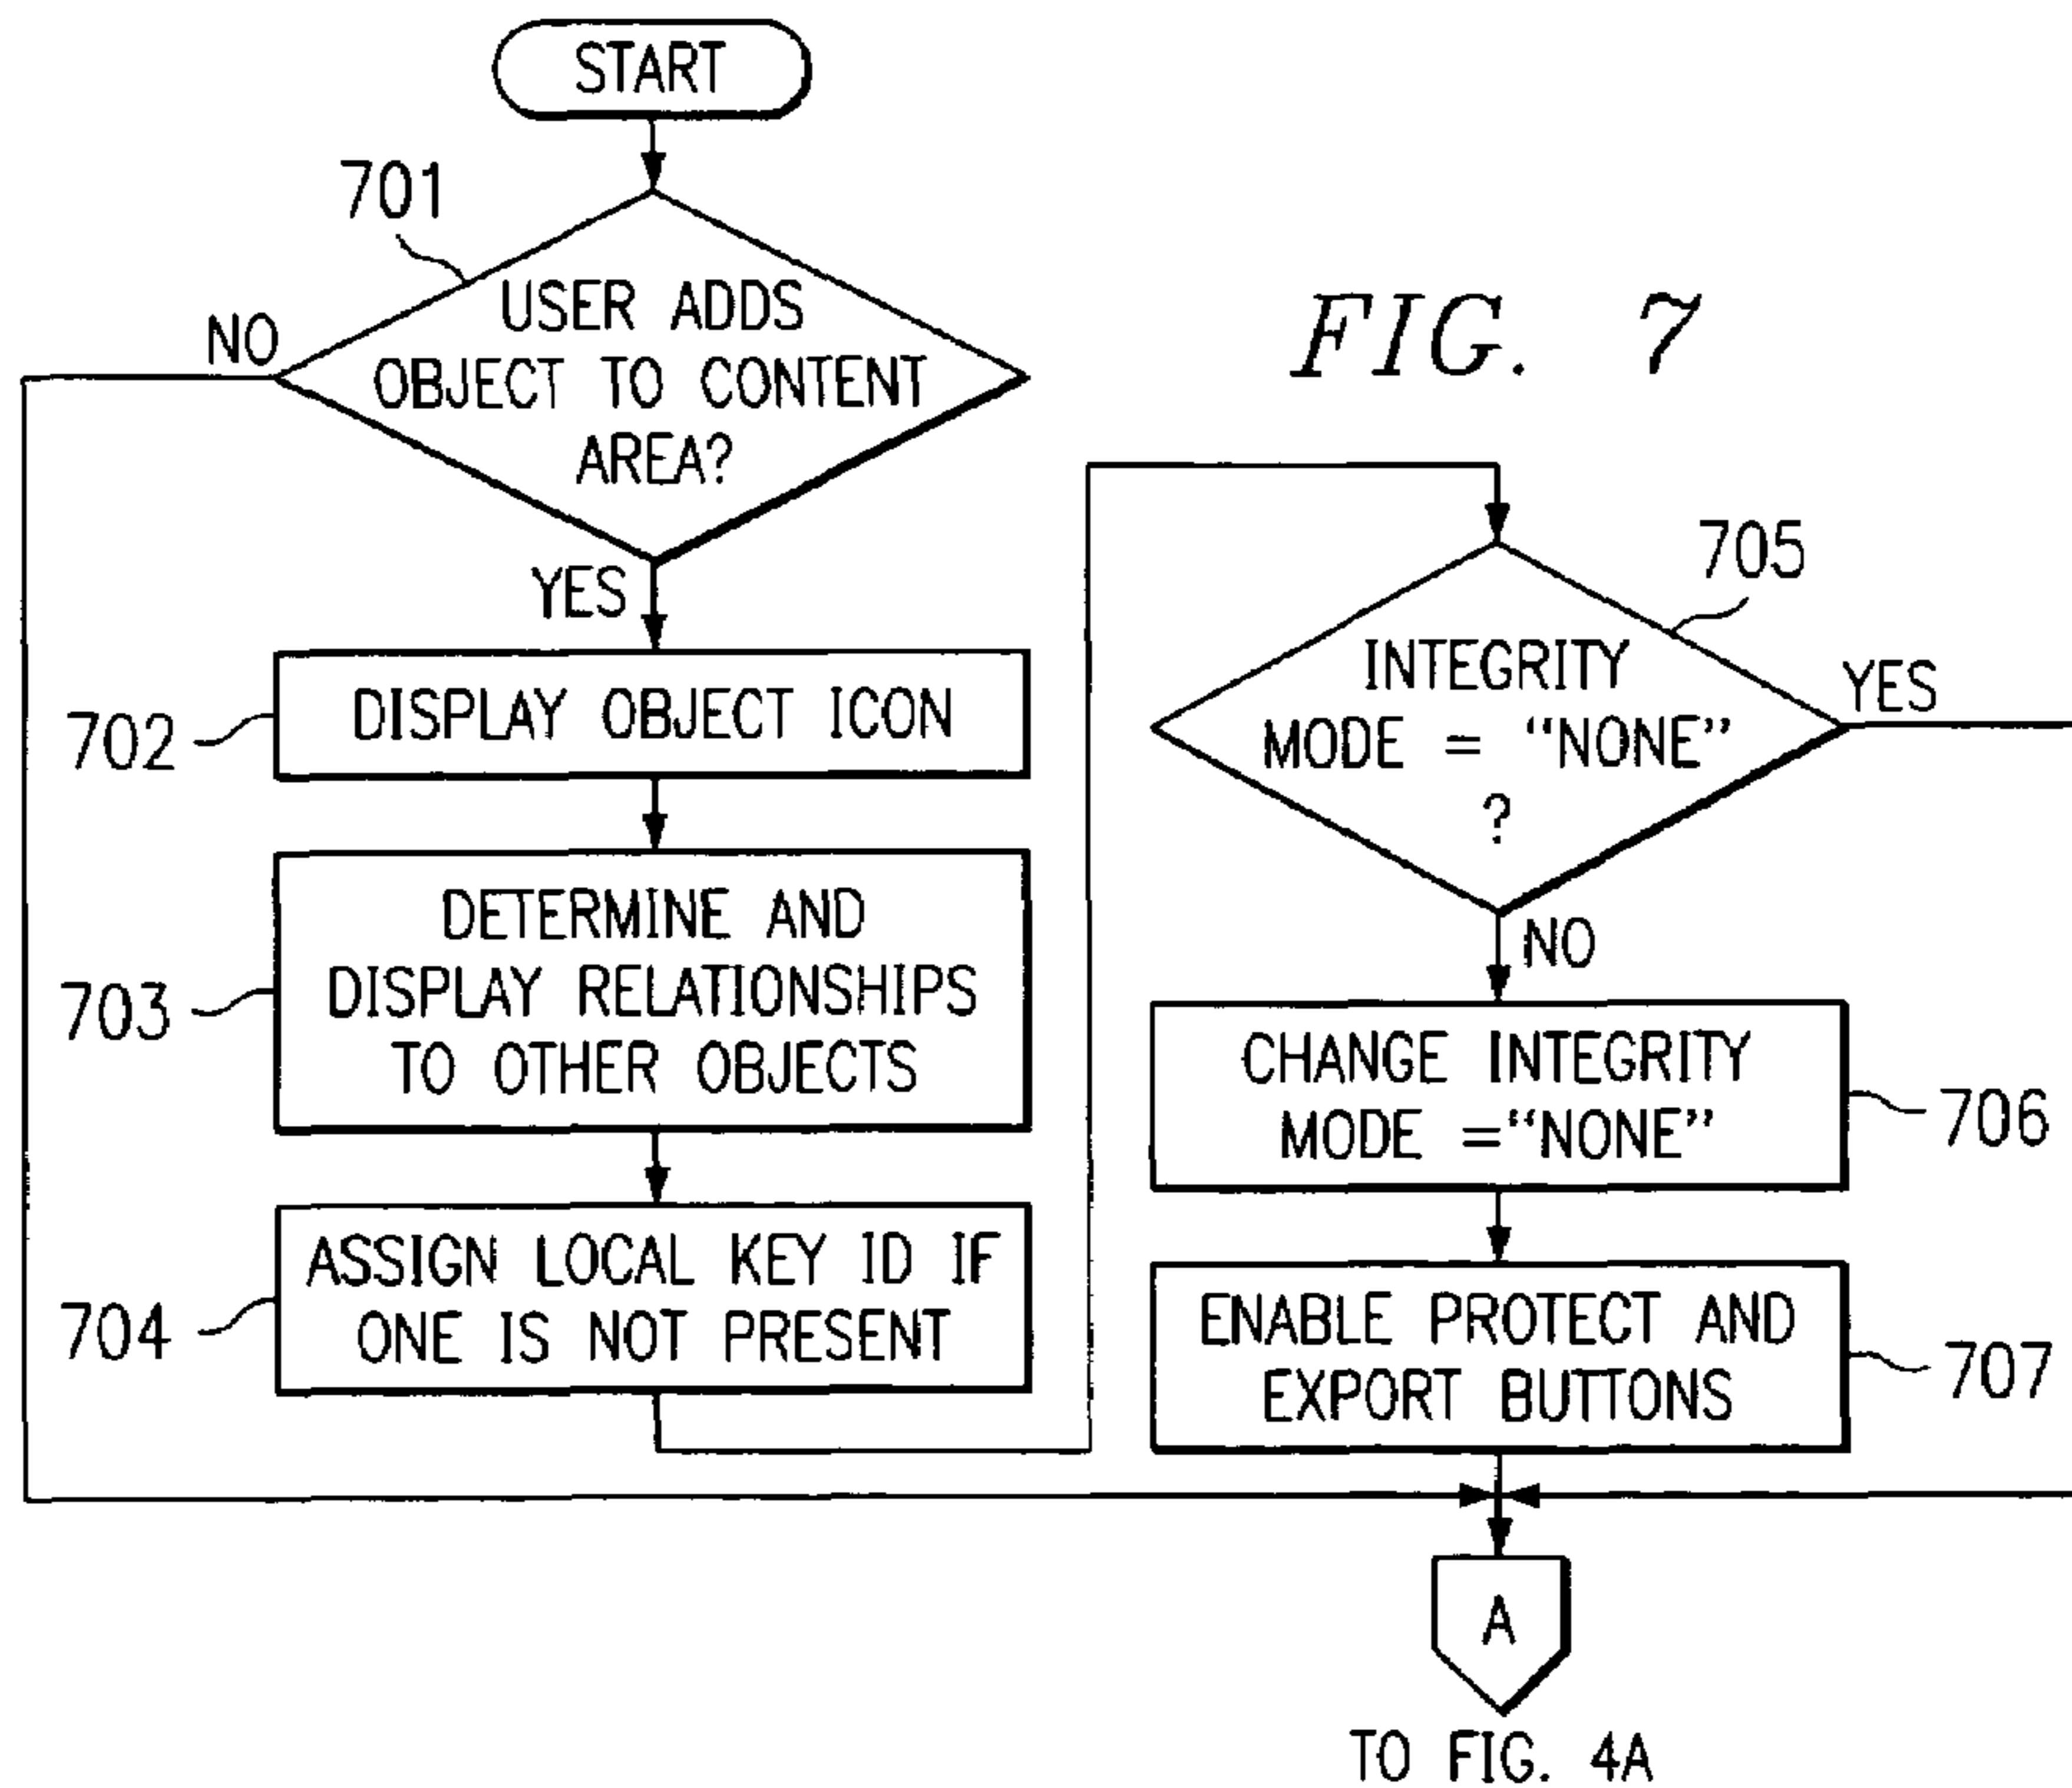 START
701
USER ADDS
OBJECT TO CONTENT
AREA?
NO
YES
702
DISPLAY OBJECT ICON
703
DETERMINE AND
DISPLAY RELATIONSHIPS
TO OTHER OBJECTS
704
ASSIGN LOCAL KEY ID IF
ONE IS NOT PRESENT
FIG. 7
705
INTEGRITY
MODE = “NONE”
?
YES
NO
CHANGE INTEGRITY
MODE =“NONE”
706
ENABLE PROTECT AND
EXPORT BUTTONS
707
A
TO FIG. 4A